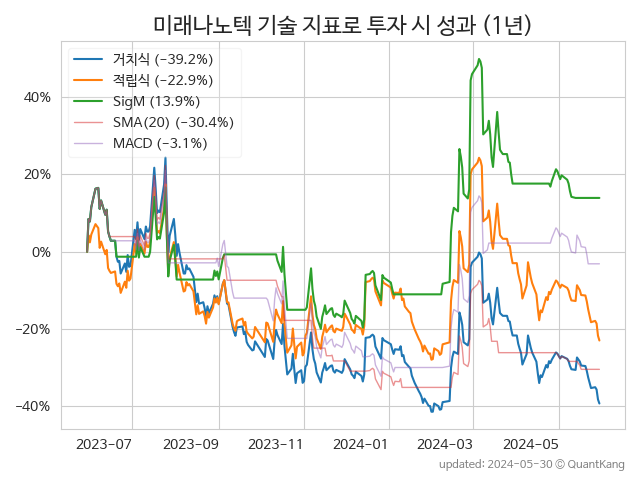 미래나노텍 기술 지표로 투자 시 성과 (1년)
거치식 (−39.2%)
적립식 (−22.9%)
SigM (13.9%)
SMA(20) (−30.4%)
MACD (−3.1%)
40%
20%
0%
−20%
−40%
2023-07 2023-09 2023-11 2024-01 2024-03 2024-05
updated: 2024-05-30 ⓒ QuantKang